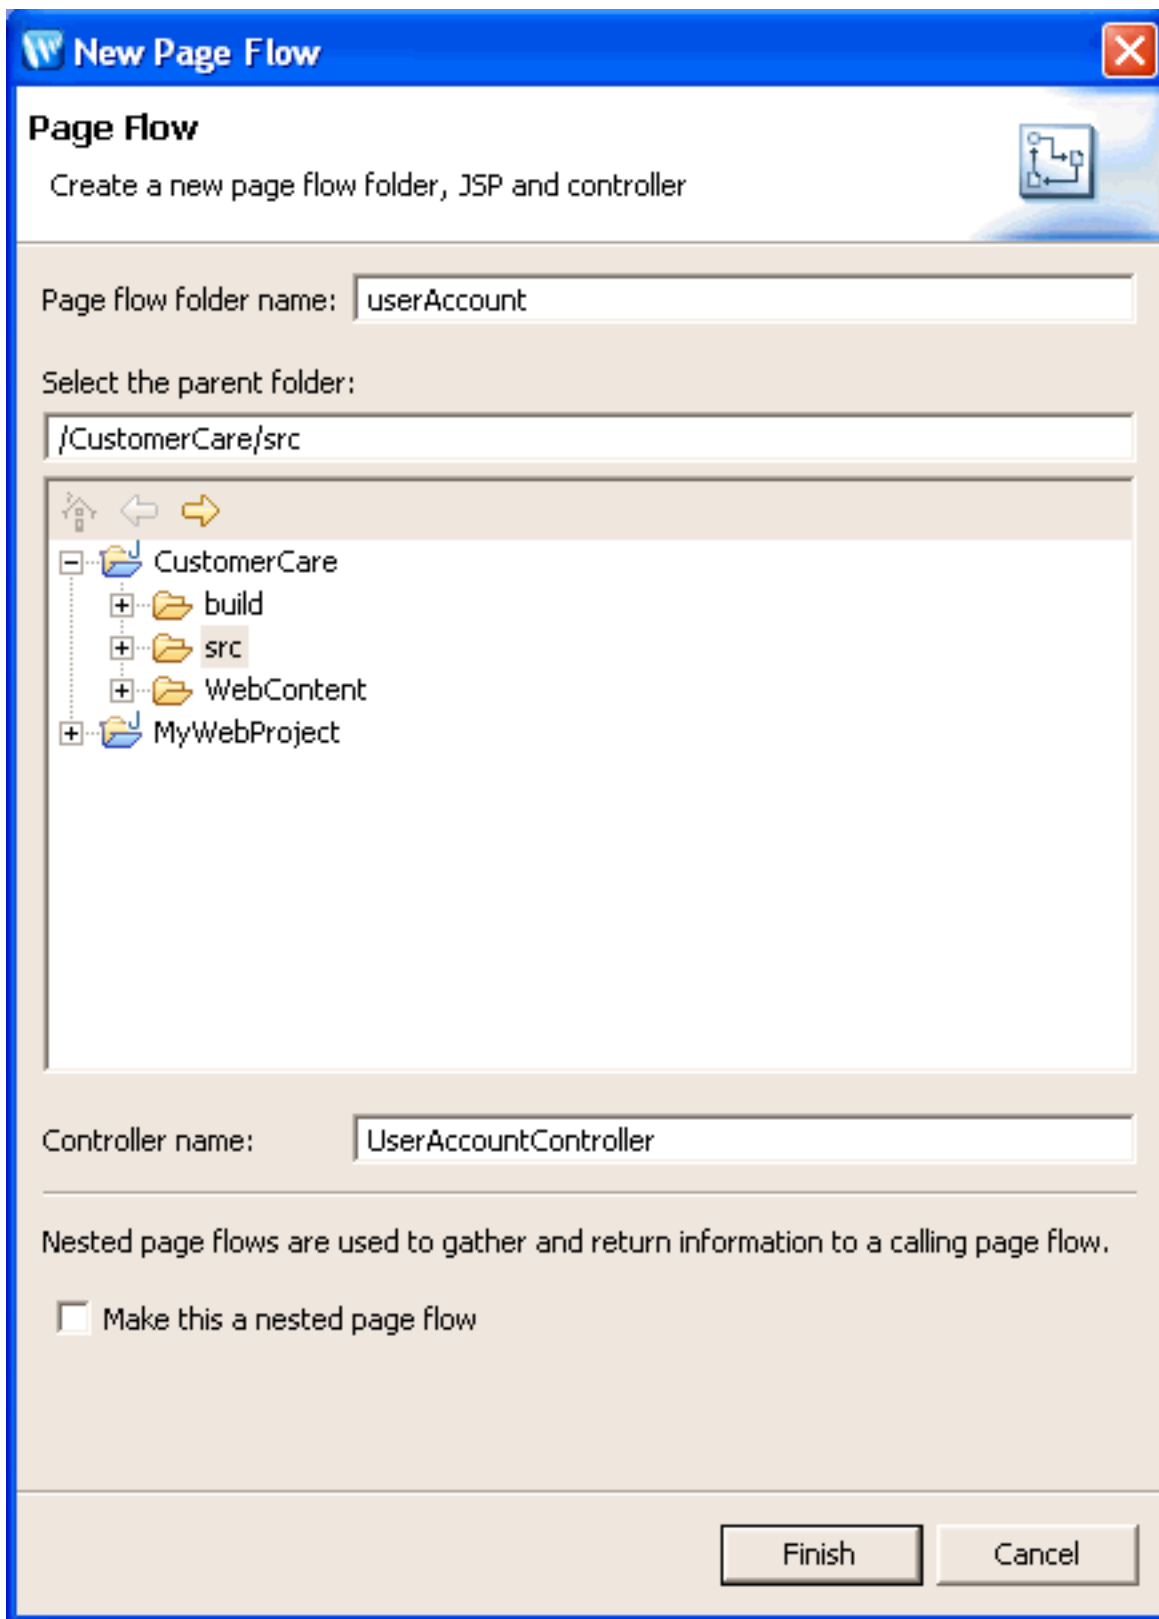 New Page Flow
Page Flow
Create a new page flow folder, JSP and controller
Page flow folder name: userAccount
Select the parent folder:
/CustomerCare/src
CustomerCare
build
src
WebContent
MyWebProject
Controller name: UserAccountController
Nested page flows are used to gather and return information to a calling page flow.
Make this a nested page flow
Finish Cancel